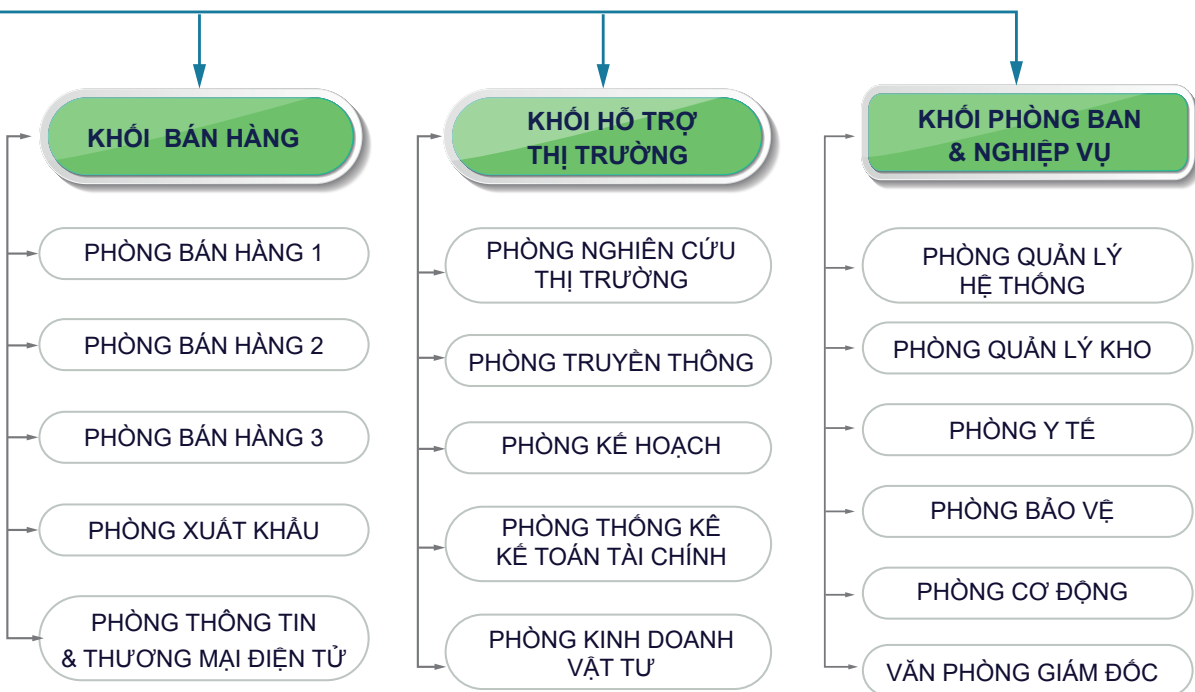 KHỐI BÁN HÀNG
PHÒNG BÁN HÀNG 1
PHÒNG BÁN HÀNG 2
PHÒNG BÁN HÀNG 3
PHÒNG XUẤT KHẨU
PHÒNG THÔNG TIN
& THƯƠNG MẠI ĐIỆN TỬ
KHỐI HỖ TRỢ
THỊ TRƯỜNG
PHÒNG NGHIÊN CỨU
THỊ TRƯỜNG
PHÒNG TRUYỀN THÔNG
PHÒNG KẾ HOẠCH
PHÒNG THỐNG KÊ
KẾ TOÁN TÀI CHÍNH
PHÒNG KINH DOANH
VẬT TƯ
KHỐI PHÒNG BAN
& NGHIỆP VỤ
PHÒNG QUẢN LÝ
HỆ THỐNG
PHÒNG QUẢN LÝ KHO
PHÒNG Y TẾ
PHÒNG BẢO VỆ
PHÒNG CƠ ĐỘNG
VĂN PHÒNG GIÁM ĐỐC